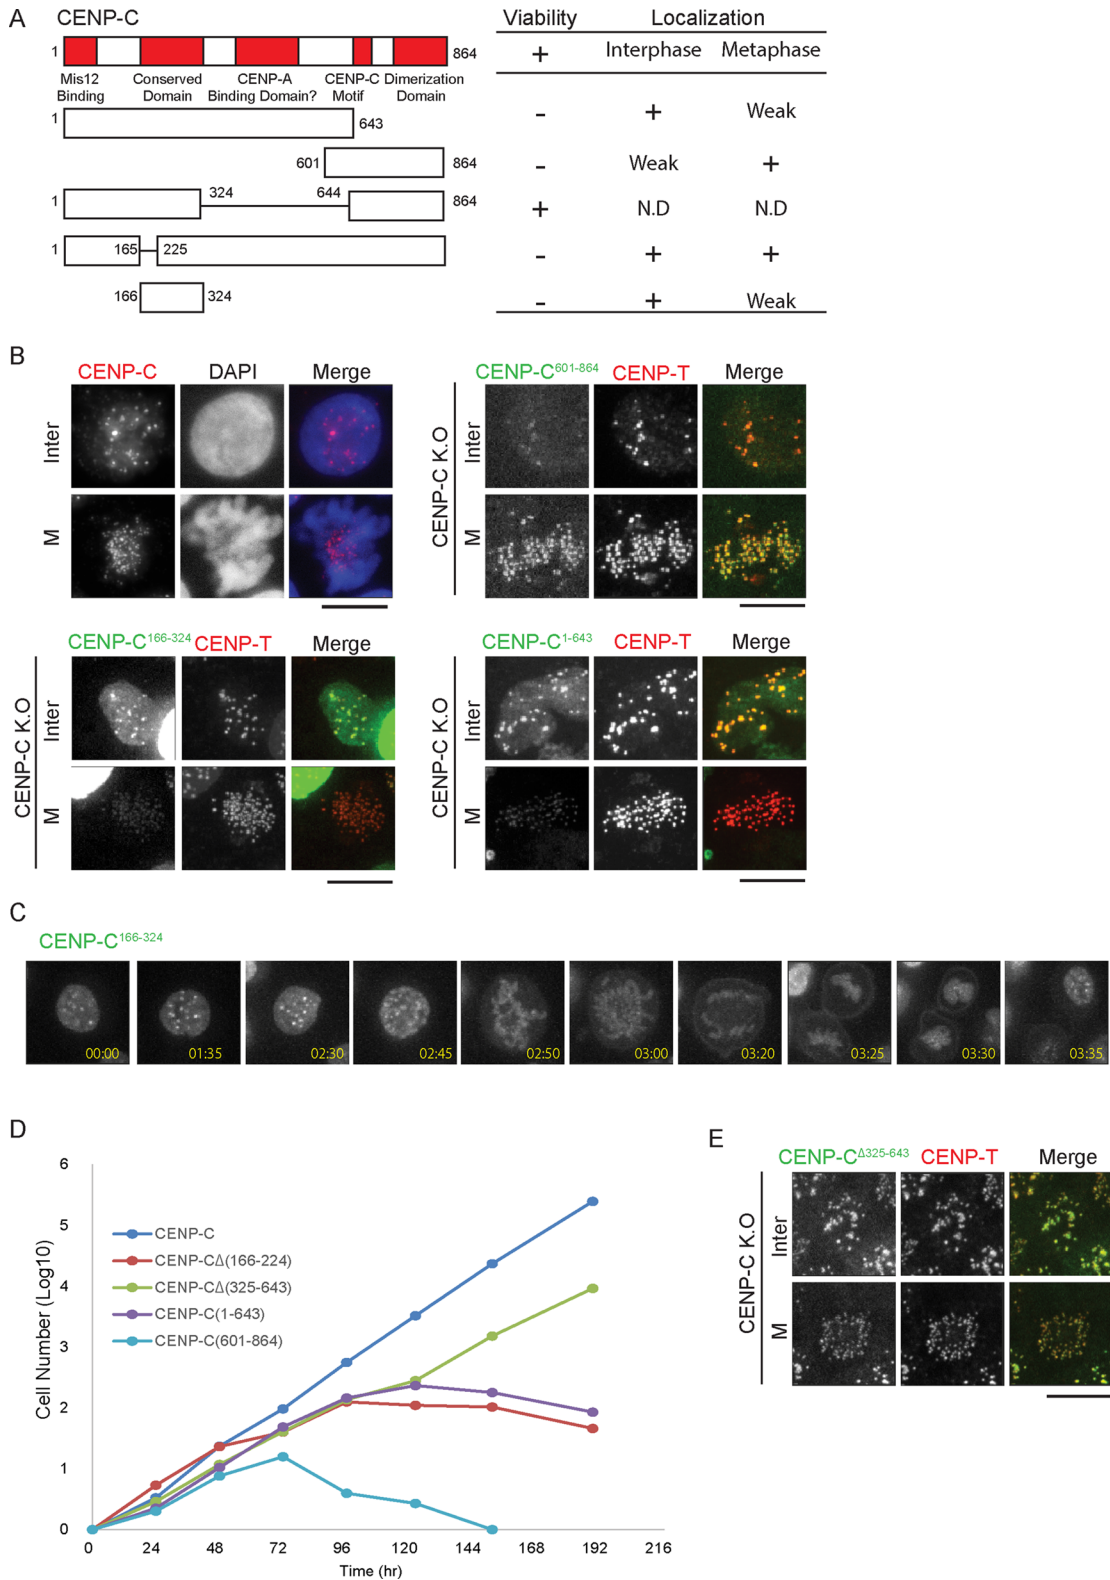 A
CENP-C
Viability Localization
Interphase Metaphase
1 864 +
Mis12 Binding
Conserved Domain
CENP-A Binding Domain?
CENP-C Motif
Dimerization Domain
1 643 - + Weak
601 864 - Weak +
1 324 644 864 + N.D N.D
1 165 225 - + +
166 324 - + Weak
B
CENP-C DAPI Merge
Inter
M
CENP-C K.O
CENP-C601-864 CENP-T Merge
Inter
M
CENP-C K.O
CENP-C166-324 CENP-T Merge
Inter
M
CENP-C K.O
CENP-C1-643 CENP-T Merge
Inter
M
C
CENP-C166-324
00:00 01:35 02:30 02:45 02:50 03:00 03:20 03:25 03:30 03:35
D
Cell Number (Log10)
6
5
4
3
2
1
0
CENP-C
CENP-CΔ(166-224)
CENP-CΔ(325-643)
CENP-C(1-643)
CENP-C(601-864)
0 24 48 72 96 120 144 168 192 216
Time (hr)
E
CENP-CΔ325-643 CENP-T Merge
CENP-C K.O
Inter
M